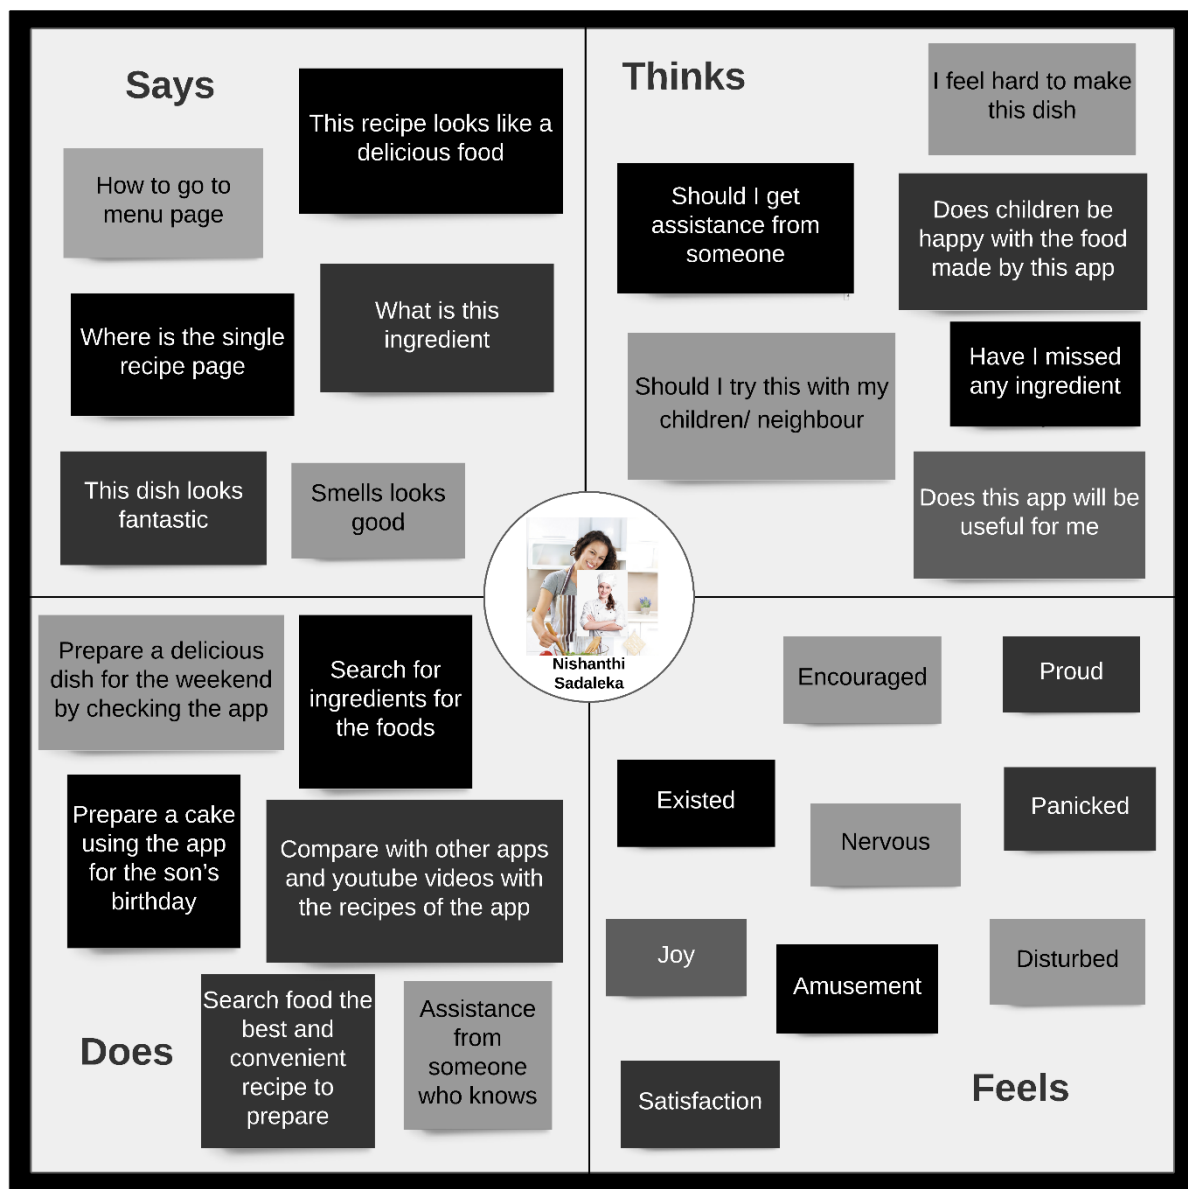 Says
This recipe looks like a
delicious food
How to go to
menu page
What is this
ingredient
Where is the single
recipe page
This dish looks
fantastic
Smells looks
good
Thinks
I feel hard to make
this dish
Should I get
assistance from
someone
Does children be
happy with the food
made by this app
Have I missed
any ingredient
Should I try this with my
children/ neighbour
Does this app will be
useful for me
Nishanthi
Sadaleka
Prepare a delicious
dish for the weekend
by checking the app
Search for
ingredients for
the foods
Prepare a cake
using the app
for the son's
birthday
Compare with other apps
and youtube videos with
the recipes of the app
Search food the
best and
convenient
recipe to
prepare
Assistance
from
someone
who knows
Does
Encouraged
Proud
Existed
Nervous
Panicked
Joy
Amusement
Disturbed
Satisfaction
Feels